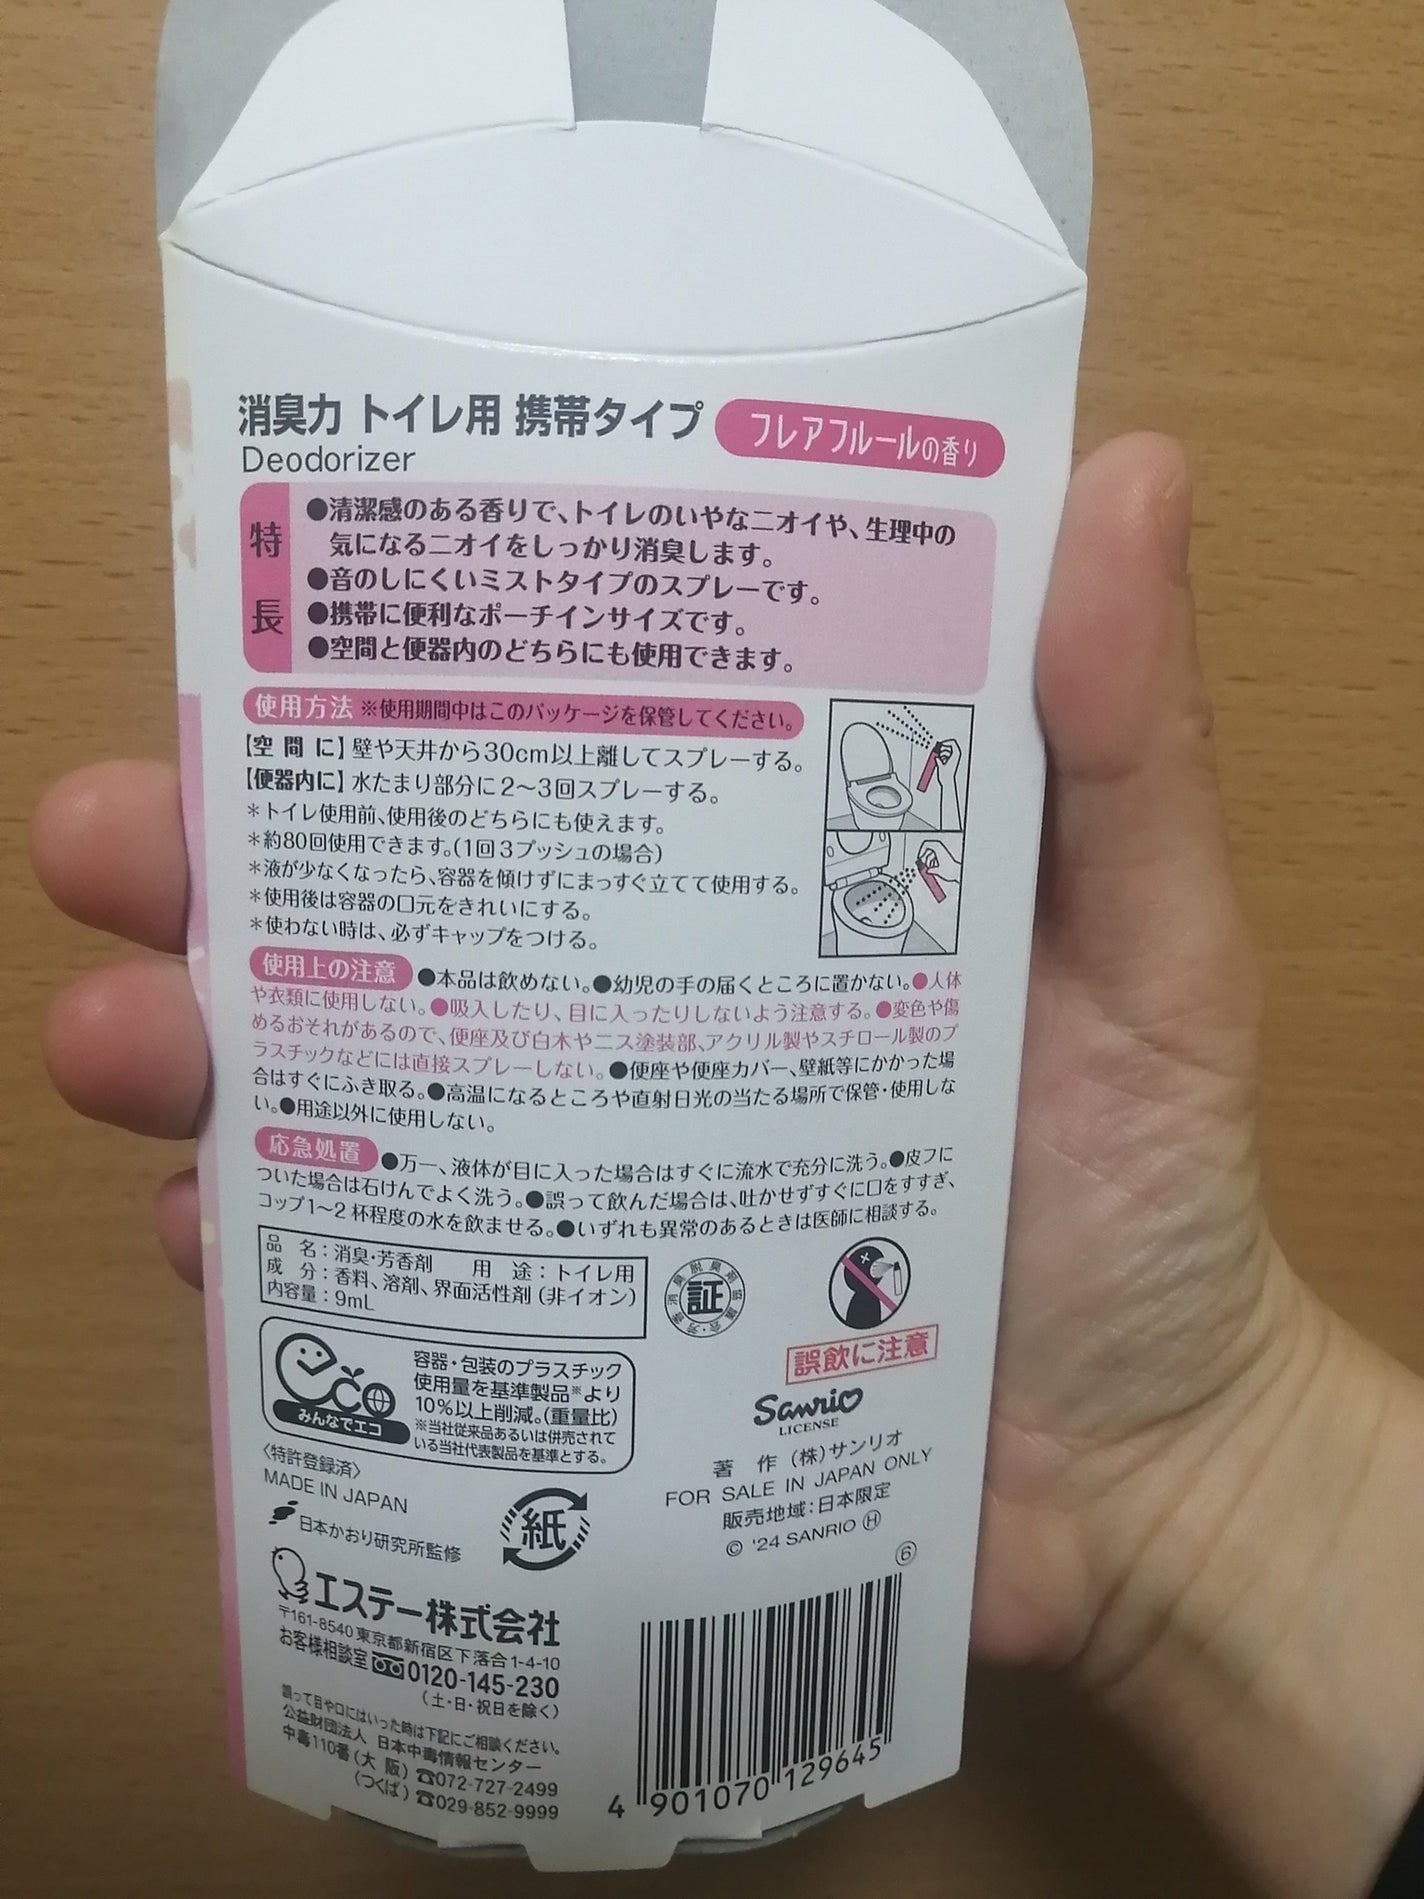 消臭力 トイレ用 携帯タイプ フレアフルールの香り
Deodorizer
特長
●清潔感のある香りで、トイレのいやなニオイや、生理中の
気になるニオイをしっかり消臭します。
●音のしにくいミストタイプのスプレーです。
●携帯に便利なポーチインサイズです。
●空間と便器内のどちらにも使用できます。
使用方法 ※使用期間中はこのパッケージを保管してください。
【空間に】壁や天井から30cm以上離してスプレーする。
【便器内に】水たまり部分に2～3回スプレーする。
＊トイレ使用前、使用後のどちらにも使えます。
＊約80回使用できます。(1回3プッシュの場合)
＊液が少なくなったら、容器を傾けずにまっすぐ立てて使用する。
＊使用後は容器の口元をきれいにする。
＊使わない時は、必ずキャップをつける。
使用上の注意 ●本品は飲めない。●幼児の手の届くところに置かない。●人体
や衣類に使用しない。●吸入したり、目に入ったりしないよう注意する。●変色や傷
めるおそれがあるので、便座及び白木やニス塗装部、アクリル製やスチロール製のプ
ラスチックなどには直接スプレーしない。●便座や便座カバー、壁紙等にかかった場
合はすぐにふき取る。●高温になるところや直射日光の当たる場所で保管・使用しな
い。●用途以外に使用しない。
応急処置 ●万一、液体が目に入った場合はすぐに流水で充分に洗う。●皮フに
ついた場合は石けんでよく洗う。●誤って飲んだ場合は、吐かせずすぐに口をすすぎ、
コップ1～2杯程度の水を飲ませる。●いずれも異常のあるときは医師に相談する。
品 名：消臭・芳香剤 用 途：トイレ用
成 分：香料、溶剤、界面活性剤(非イオン)
内容量：9mL
芳香消臭脱臭剤協議会
証
誤飲に注意
eco
みんなでエコ
容器・包装のプラスチック
使用量を基準製品※より
10%以上削減。(重量比)
※当社従来品あるいは併売されて
いる当社代表製品を基準とする。
Sanrio
LICENSE
著 作 (株)サンリオ
FOR SALE IN JAPAN ONLY
販売地域：日本限定
© '24 SANRIO Ⓗ
⑥
〈特許登録済〉
MADE IN JAPAN
日本かおり研究所監修
紙
エステー株式会社
〒161-8540 東京都新宿区下落合1-4-10
お客様相談室 0120-145-230
(土・日・祝日を除く)
誤って目や口にはいった時は下記にご相談ください。
公益財団法人 日本中毒情報センター
中毒110番(大 阪)☎072-727-2499
(つくば)☎029-852-9999
4 901070 129645